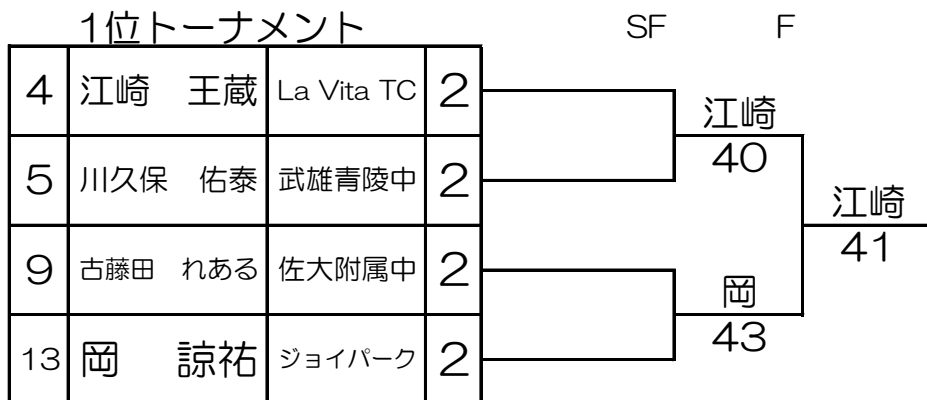 1位トーナメント SF F
4 江崎 王蔵 La Vita TC 2
江崎
40
5 川久保 佑泰 武雄青陵中 2
江崎
41
9 古藤田 れある 佐大附属中 2
岡
43
13 岡 諒祐 ジョイパーク 2